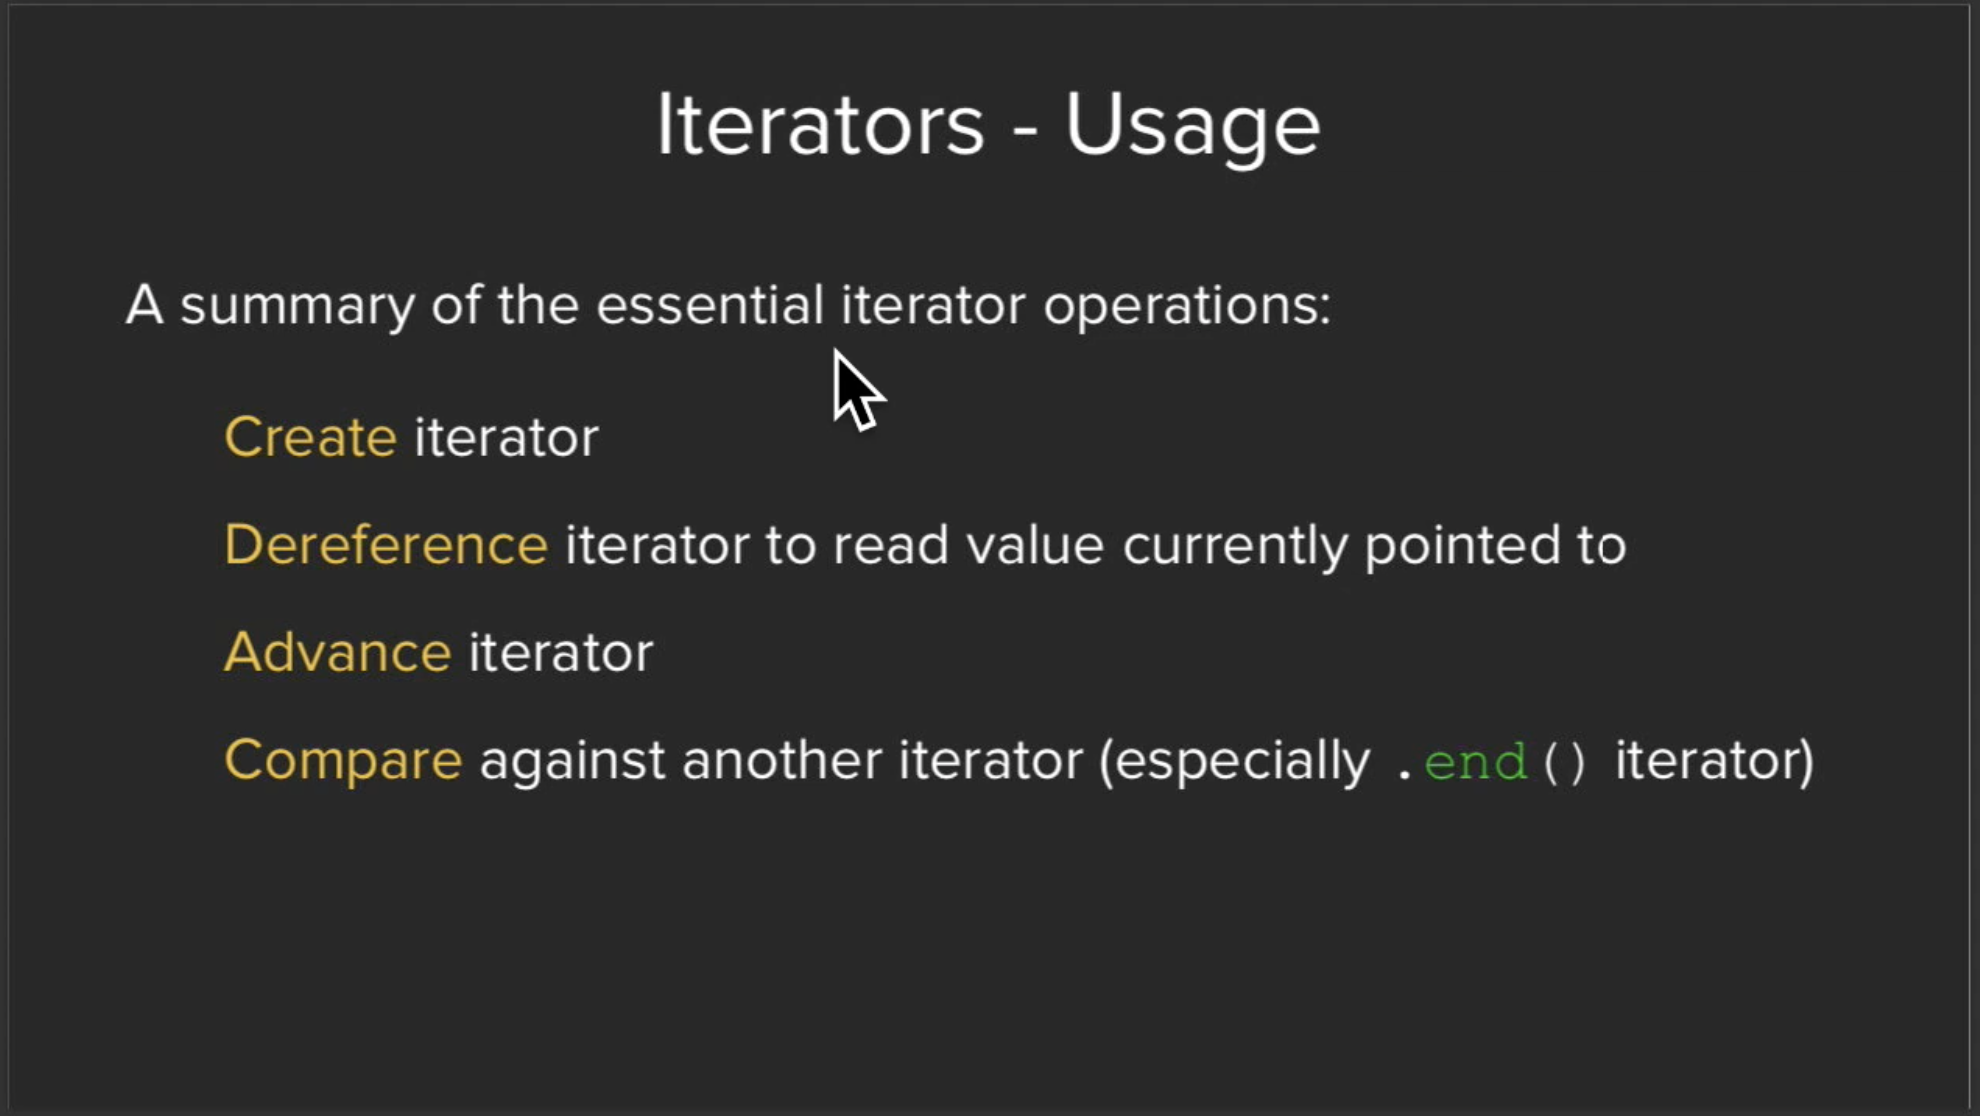 Iterators - Usage
A summary of the essential iterator operations:
Create iterator
Dereference iterator to read value currently pointed to
Advance iterator
Compare against another iterator (especially .end() iterator)